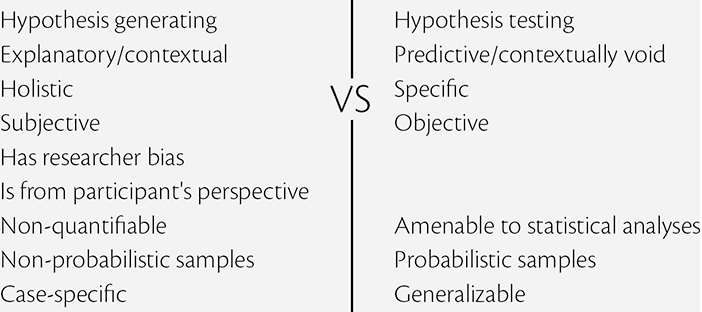 Hypothesis generating
Explanatory/contextual
Holistic
Subjective
Has researcher bias
Is from participant's perspective
Non-quantifiable
Non-probabilistic samples
Case-specific
VS
Hypothesis testing
Predictive/contextually void
Specific
Objective
Amenable to statistical analyses
Probabilistic samples
Generalizable